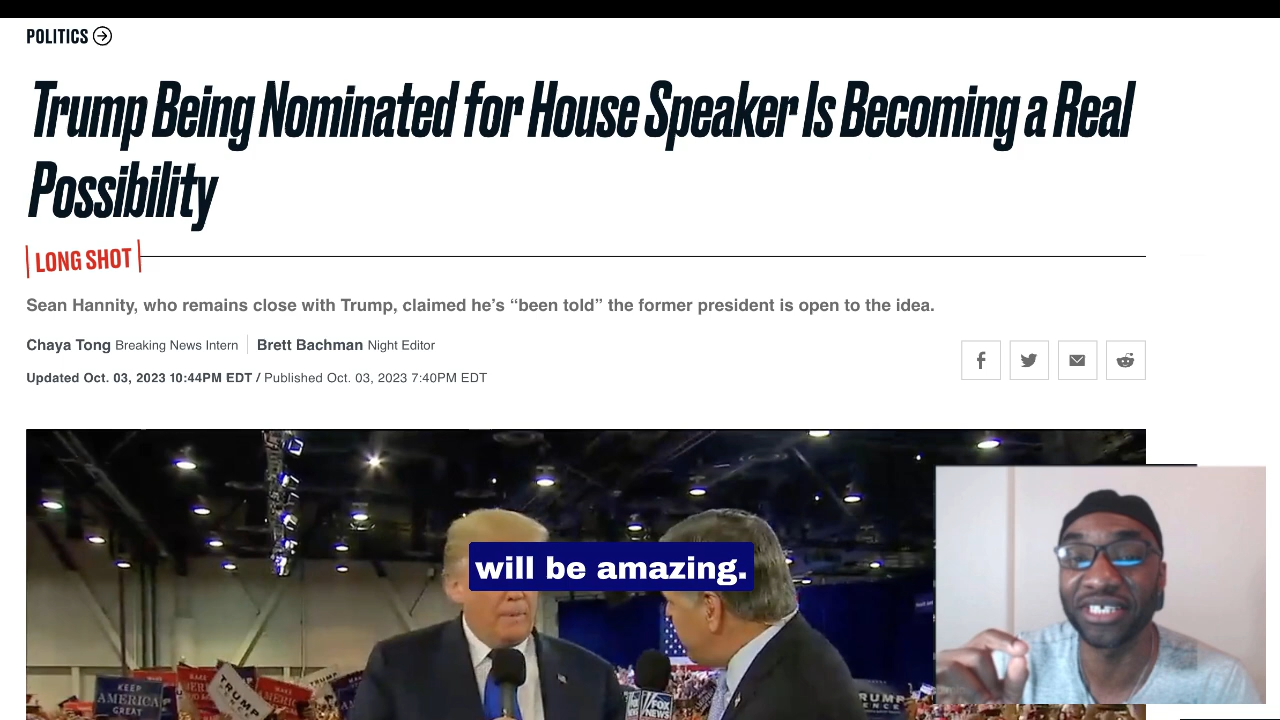 POLITICS
Trump Being Nominated for House Speaker Is Becoming a Real
Possibility
LONG SHOT
Sean Hannity, who remains close with Trump, claimed he’s “been told” the former president is open to the idea.
Chaya Tong Breaking News Intern
Brett Bachman Night Editor
Updated Oct. 03, 2023 10:44PM EDT / Published Oct. 03, 2023 7:40PM EDT
will be amazing.
KEEP
AMERICA
GREAT
TRUMP
TRUMP
FOX
NEWS